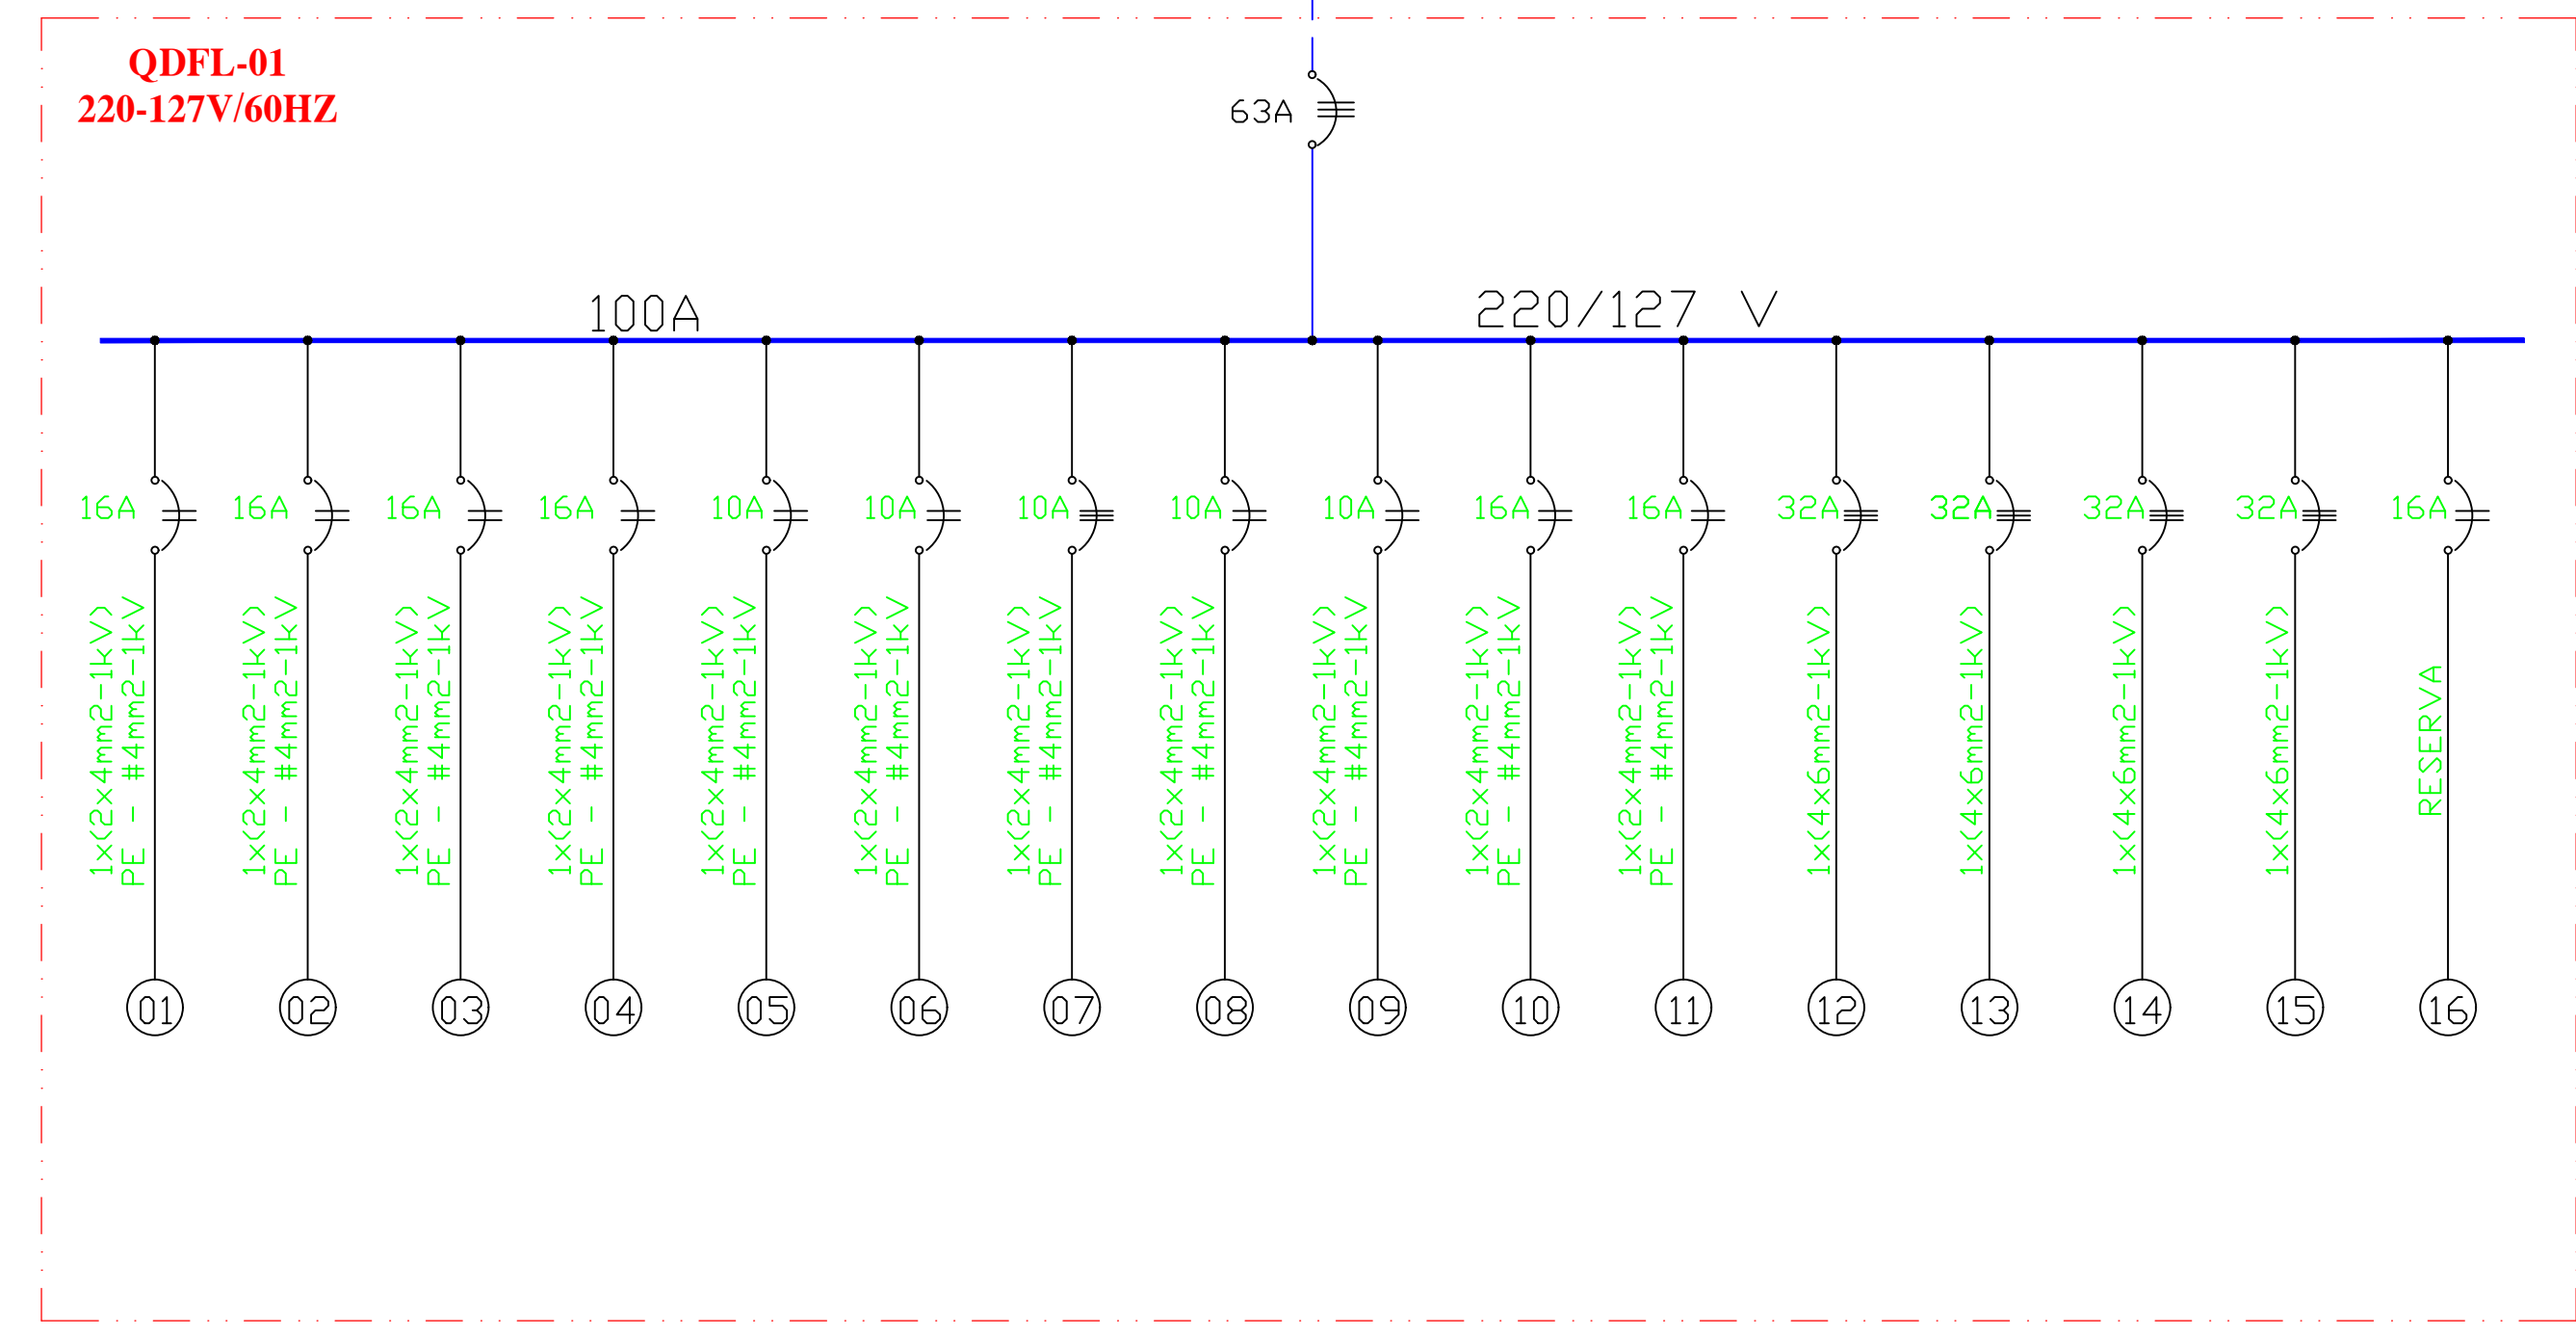 QDFL-01
220-127V/60HZ
63A
100A
220/127 V
16A
16A
16A
16A
10A
10A
10A
10A
10A
16A
16A
32A
32A
32A
32A
16A
1x(2x4mm2-1kV)
PE - #4mm2-1kV
1x(2x4mm2-1kV)
PE - #4mm2-1kV
1x(2x4mm2-1kV)
PE - #4mm2-1kV
1x(2x4mm2-1kV)
PE - #4mm2-1kV
1x(2x4mm2-1kV)
PE - #4mm2-1kV
1x(2x4mm2-1kV)
PE - #4mm2-1kV
1x(2x4mm2-1kV)
PE - #4mm2-1kV
1x(2x4mm2-1kV)
PE - #4mm2-1kV
1x(2x4mm2-1kV)
PE - #4mm2-1kV
1x(2x4mm2-1kV)
PE - #4mm2-1kV
1x(2x4mm2-1kV)
PE - #4mm2-1kV
1x(4x6mm2-1kV)
1x(4x6mm2-1kV)
1x(4x6mm2-1kV)
1x(4x6mm2-1kV)
RESERVA
01
02
03
04
05
06
07
08
09
10
11
12
13
14
15
16